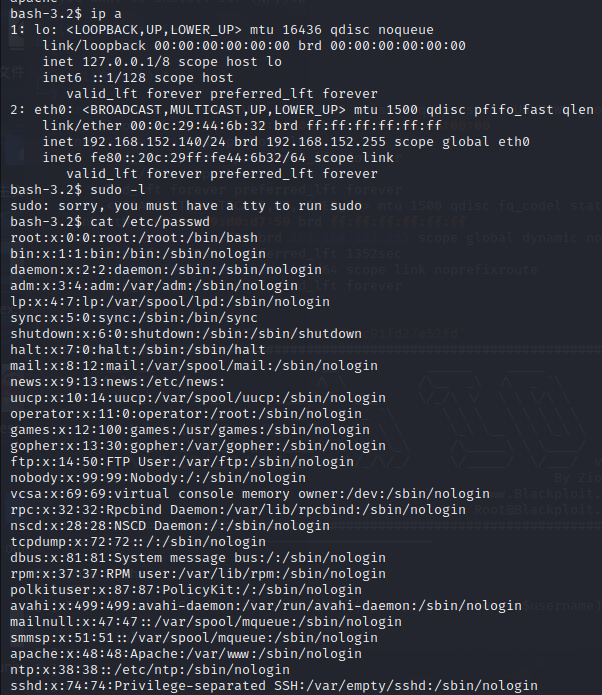 apache
bash-3.2$ ip a
1: lo: <LOOPBACK,UP,LOWER_UP> mtu 16436 qdisc noqueue
    link/loopback 00:00:00:00:00:00 brd 00:00:00:00:00:00
    inet 127.0.0.1/8 scope host lo
    inet6 ::1/128 scope host
       valid_lft forever preferred_lft forever
2: eth0: <BROADCAST,MULTICAST,UP,LOWER_UP> mtu 1500 qdisc pfifo_fast qlen
    link/ether 00:0c:29:44:6b:32 brd ff:ff:ff:ff:ff:ff
    inet 192.168.152.140/24 brd 192.168.152.255 scope global eth0
    inet6 fe80::20c:29ff:fe44:6b32/64 scope link
       valid_lft forever preferred_lft forever
bash-3.2$ sudo -l
sudo: sorry, you must have a tty to run sudo
bash-3.2$ cat /etc/passwd
root:x:0:0:root:/root:/bin/bash
bin:x:1:1:bin:/bin:/sbin/nologin
daemon:x:2:2:daemon:/sbin:/sbin/nologin
adm:x:3:4:adm:/var/adm:/sbin/nologin
lp:x:4:7:lp:/var/spool/lpd:/sbin/nologin
sync:x:5:0:sync:/sbin:/bin/sync
shutdown:x:6:0:shutdown:/sbin:/sbin/shutdown
halt:x:7:0:halt:/sbin:/sbin/halt
mail:x:8:12:mail:/var/spool/mail:/sbin/nologin
news:x:9:13:news:/etc/news:
uucp:x:10:14:uucp:/var/spool/uucp:/sbin/nologin
operator:x:11:0:operator:/root:/sbin/nologin
games:x:12:100:games:/usr/games:/sbin/nologin
gopher:x:13:30:gopher:/var/gopher:/sbin/nologin
ftp:x:14:50:FTP User:/var/ftp:/sbin/nologin
nobody:x:99:99:Nobody:/:/sbin/nologin
vcsa:x:69:69:virtual console memory owner:/dev:/sbin/nologin
rpc:x:32:32:Rpcbind Daemon:/var/lib/rpcbind:/sbin/nologin
nscd:x:28:28:NSCD Daemon:/:/sbin/nologin
tcpdump:x:72:72::/:/sbin/nologin
dbus:x:81:81:System message bus:/:/sbin/nologin
rpm:x:37:37:RPM user:/var/lib/rpm:/sbin/nologin
polkituser:x:87:87:PolicyKit:/:/sbin/nologin
avahi:x:499:499:avahi-daemon:/var/run/avahi-daemon:/sbin/nologin
mailnull:x:47:47::/var/spool/mqueue:/sbin/nologin
smmsp:x:51:51::/var/spool/mqueue:/sbin/nologin
apache:x:48:48:Apache:/var/www:/sbin/nologin
ntp:x:38:38::/etc/ntp:/sbin/nologin
sshd:x:74:74:Privilege-separated SSH:/var/empty/sshd:/sbin/nologin